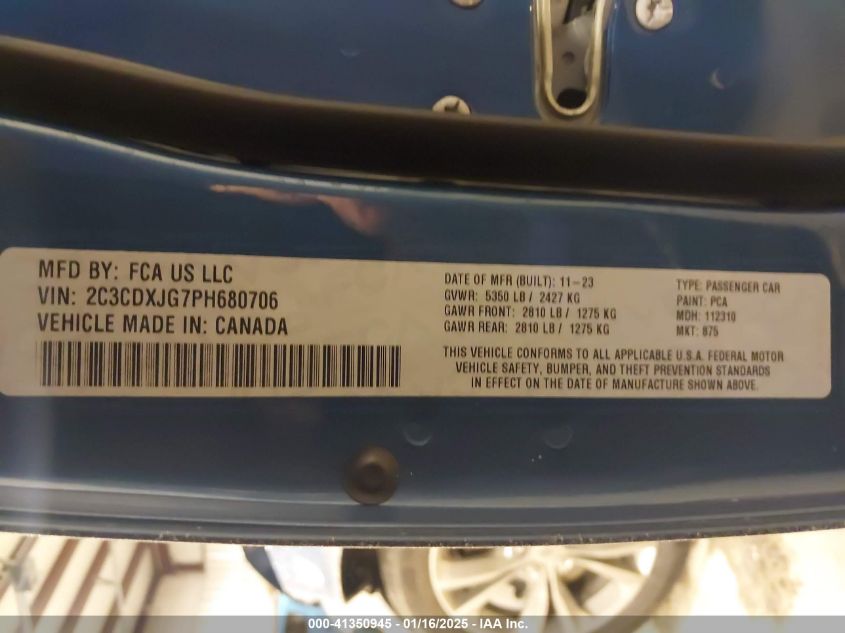 MFD BY: FCA US LLC
VIN: 2C3CDXJG7PH680706
VEHICLE MADE IN: CANADA
DATE OF MFR (BUILT): 11-23
GVWR: 5350 LB / 2427 KG
GAWR FRONT: 2810 LB / 1275 KG
GAWR REAR: 2810 LB / 1275 KG
TYPE: PASSENGER CAR
PAINT: PCA
MDH: 112310
MKT: 875
THIS VEHICLE CONFORMS TO ALL APPLICABLE U.S.A. FEDERAL MOTOR
VEHICLE SAFETY, BUMPER, AND THEFT PREVENTION STANDARDS
IN EFFECT ON THE DATE OF MANUFACTURE SHOWN ABOVE.
000-41350945 - 01/16/2025 - IAA Inc.